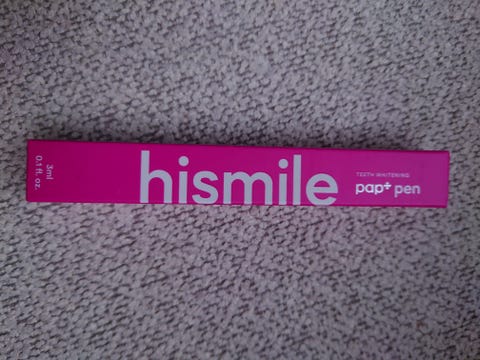 3ml
0.1 fl. oz.
hismile
TEETH WHITENING
pap+ pen